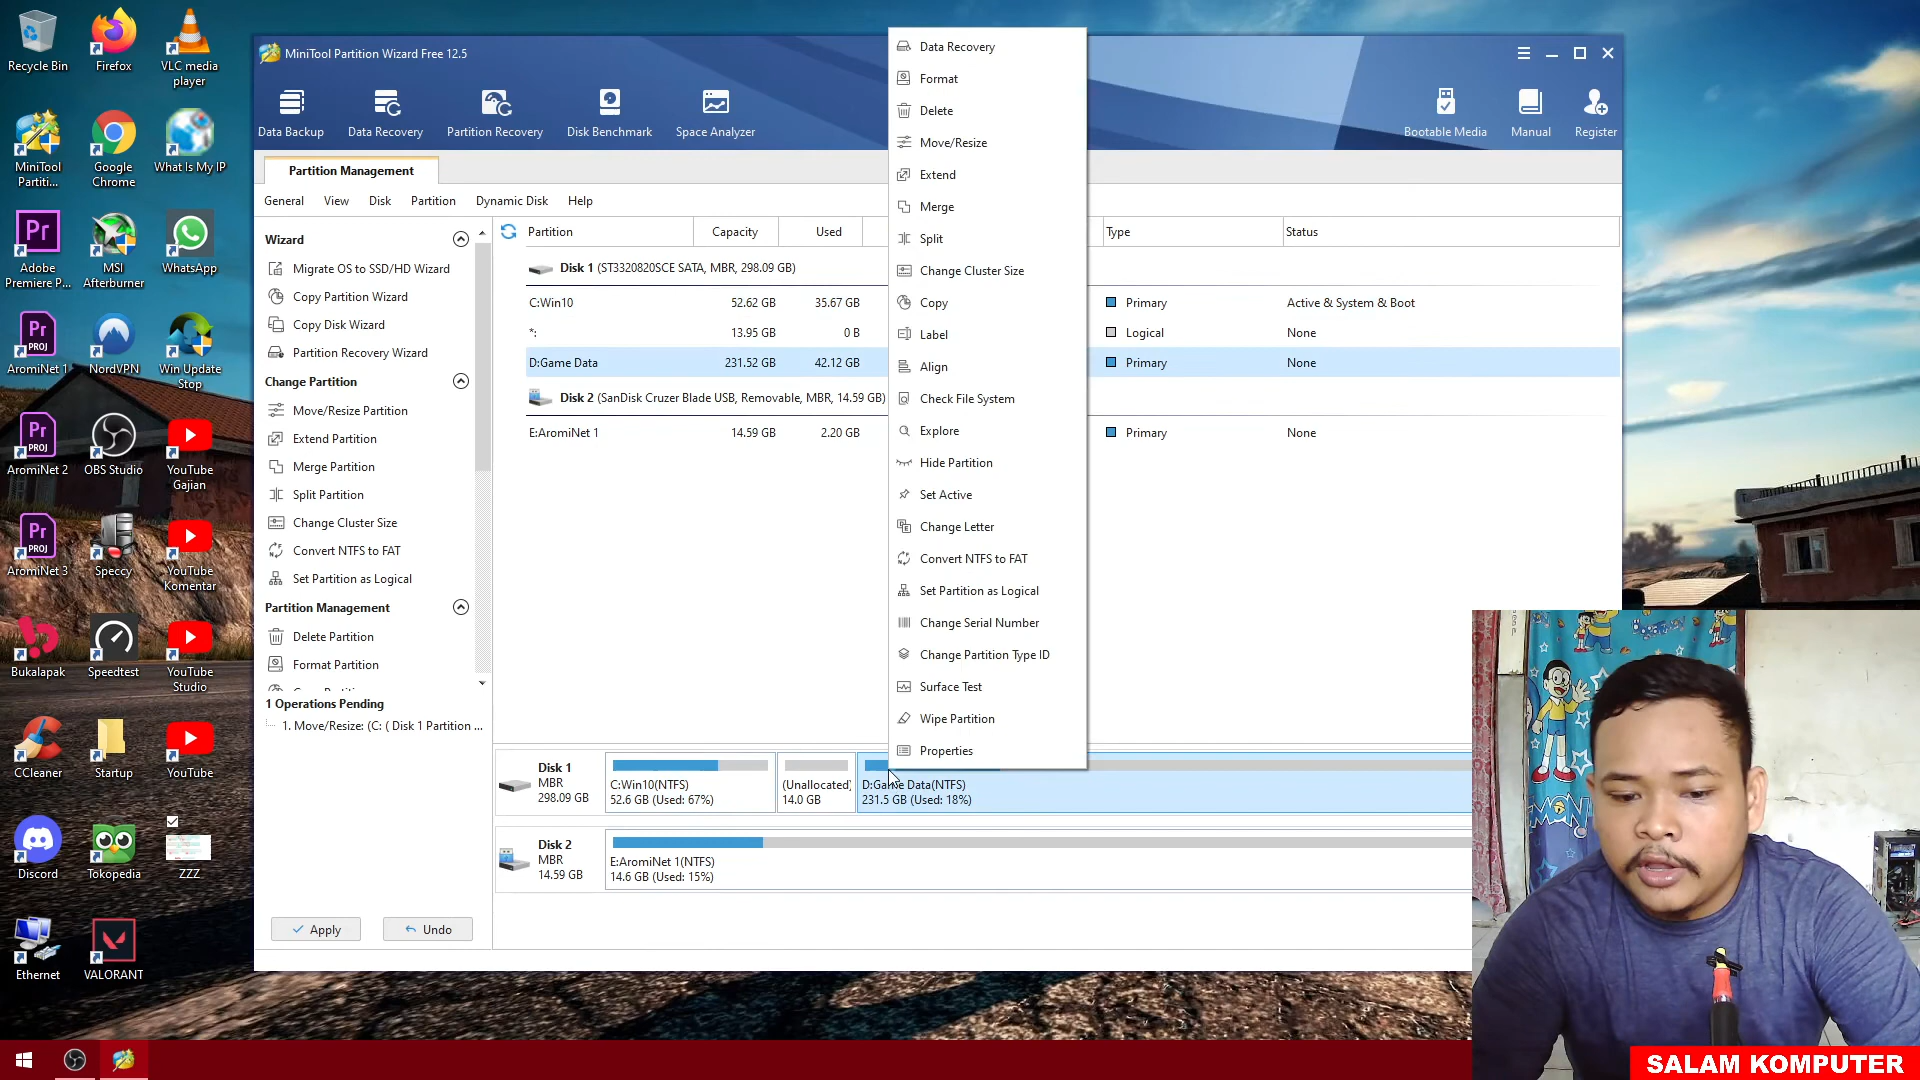 Recycle Bin
Firefox
VLC media
player
MiniTool
Partiti...
Google
Chrome
What Is My IP
Adobe
Premiere P...
MSI
Afterburner
WhatsApp
AromiNet 1
NordVPN
Win Update
Stop
AromiNet 2
OBS Studio
YouTube
Gajian
AromiNet 3
Speccy
YouTube
Komentar
Bukalapak
Speedtest
YouTube
Studio
CCleaner
Startup
YouTube
Discord
Tokopedia
ZZZ
Ethernet
VALORANT
MiniTool Partition Wizard Free 12.5
Data Backup
Data Recovery
Partition Recovery
Disk Benchmark
Space Analyzer
Bootable Media
Manual
Register
Partition Management
General View Disk Partition Dynamic Disk Help
Wizard
Migrate OS to SSD/HD Wizard
Copy Partition Wizard
Copy Disk Wizard
Partition Recovery Wizard
Change Partition
Move/Resize Partition
Extend Partition
Merge Partition
Split Partition
Change Cluster Size
Convert NTFS to FAT
Set Partition as Logical
Partition Management
Delete Partition
Format Partition
1 Operations Pending
1. Move/Resize: (C: ( Disk 1 Partition ...
Apply
Undo
Partition Capacity Used Type Status
Disk 1 (ST3320820SCE SATA, MBR, 298.09 GB)
C:Win10 52.62 GB 35.67 GB Primary Active & System & Boot
*: 13.95 GB 0 B Logical None
D:Game Data 231.52 GB 42.12 GB Primary None
Disk 2 (SanDisk Cruzer Blade USB, Removable, MBR, 14.59 GB)
E:AromiNet 1 14.59 GB 2.20 GB Primary None
Data Recovery
Format
Delete
Move/Resize
Extend
Merge
Split
Change Cluster Size
Copy
Label
Align
Check File System
Explore
Hide Partition
Set Active
Change Letter
Convert NTFS to FAT
Set Partition as Logical
Change Serial Number
Change Partition Type ID
Surface Test
Wipe Partition
Properties
Disk 1
MBR
298.09 GB
C:Win10(NTFS)
52.6 GB (Used: 67%)
(Unallocated)
14.0 GB
D:Game Data(NTFS)
231.5 GB (Used: 18%)
Disk 2
MBR
14.59 GB
E:AromiNet 1(NTFS)
14.6 GB (Used: 15%)
SALAM KOMPUTER